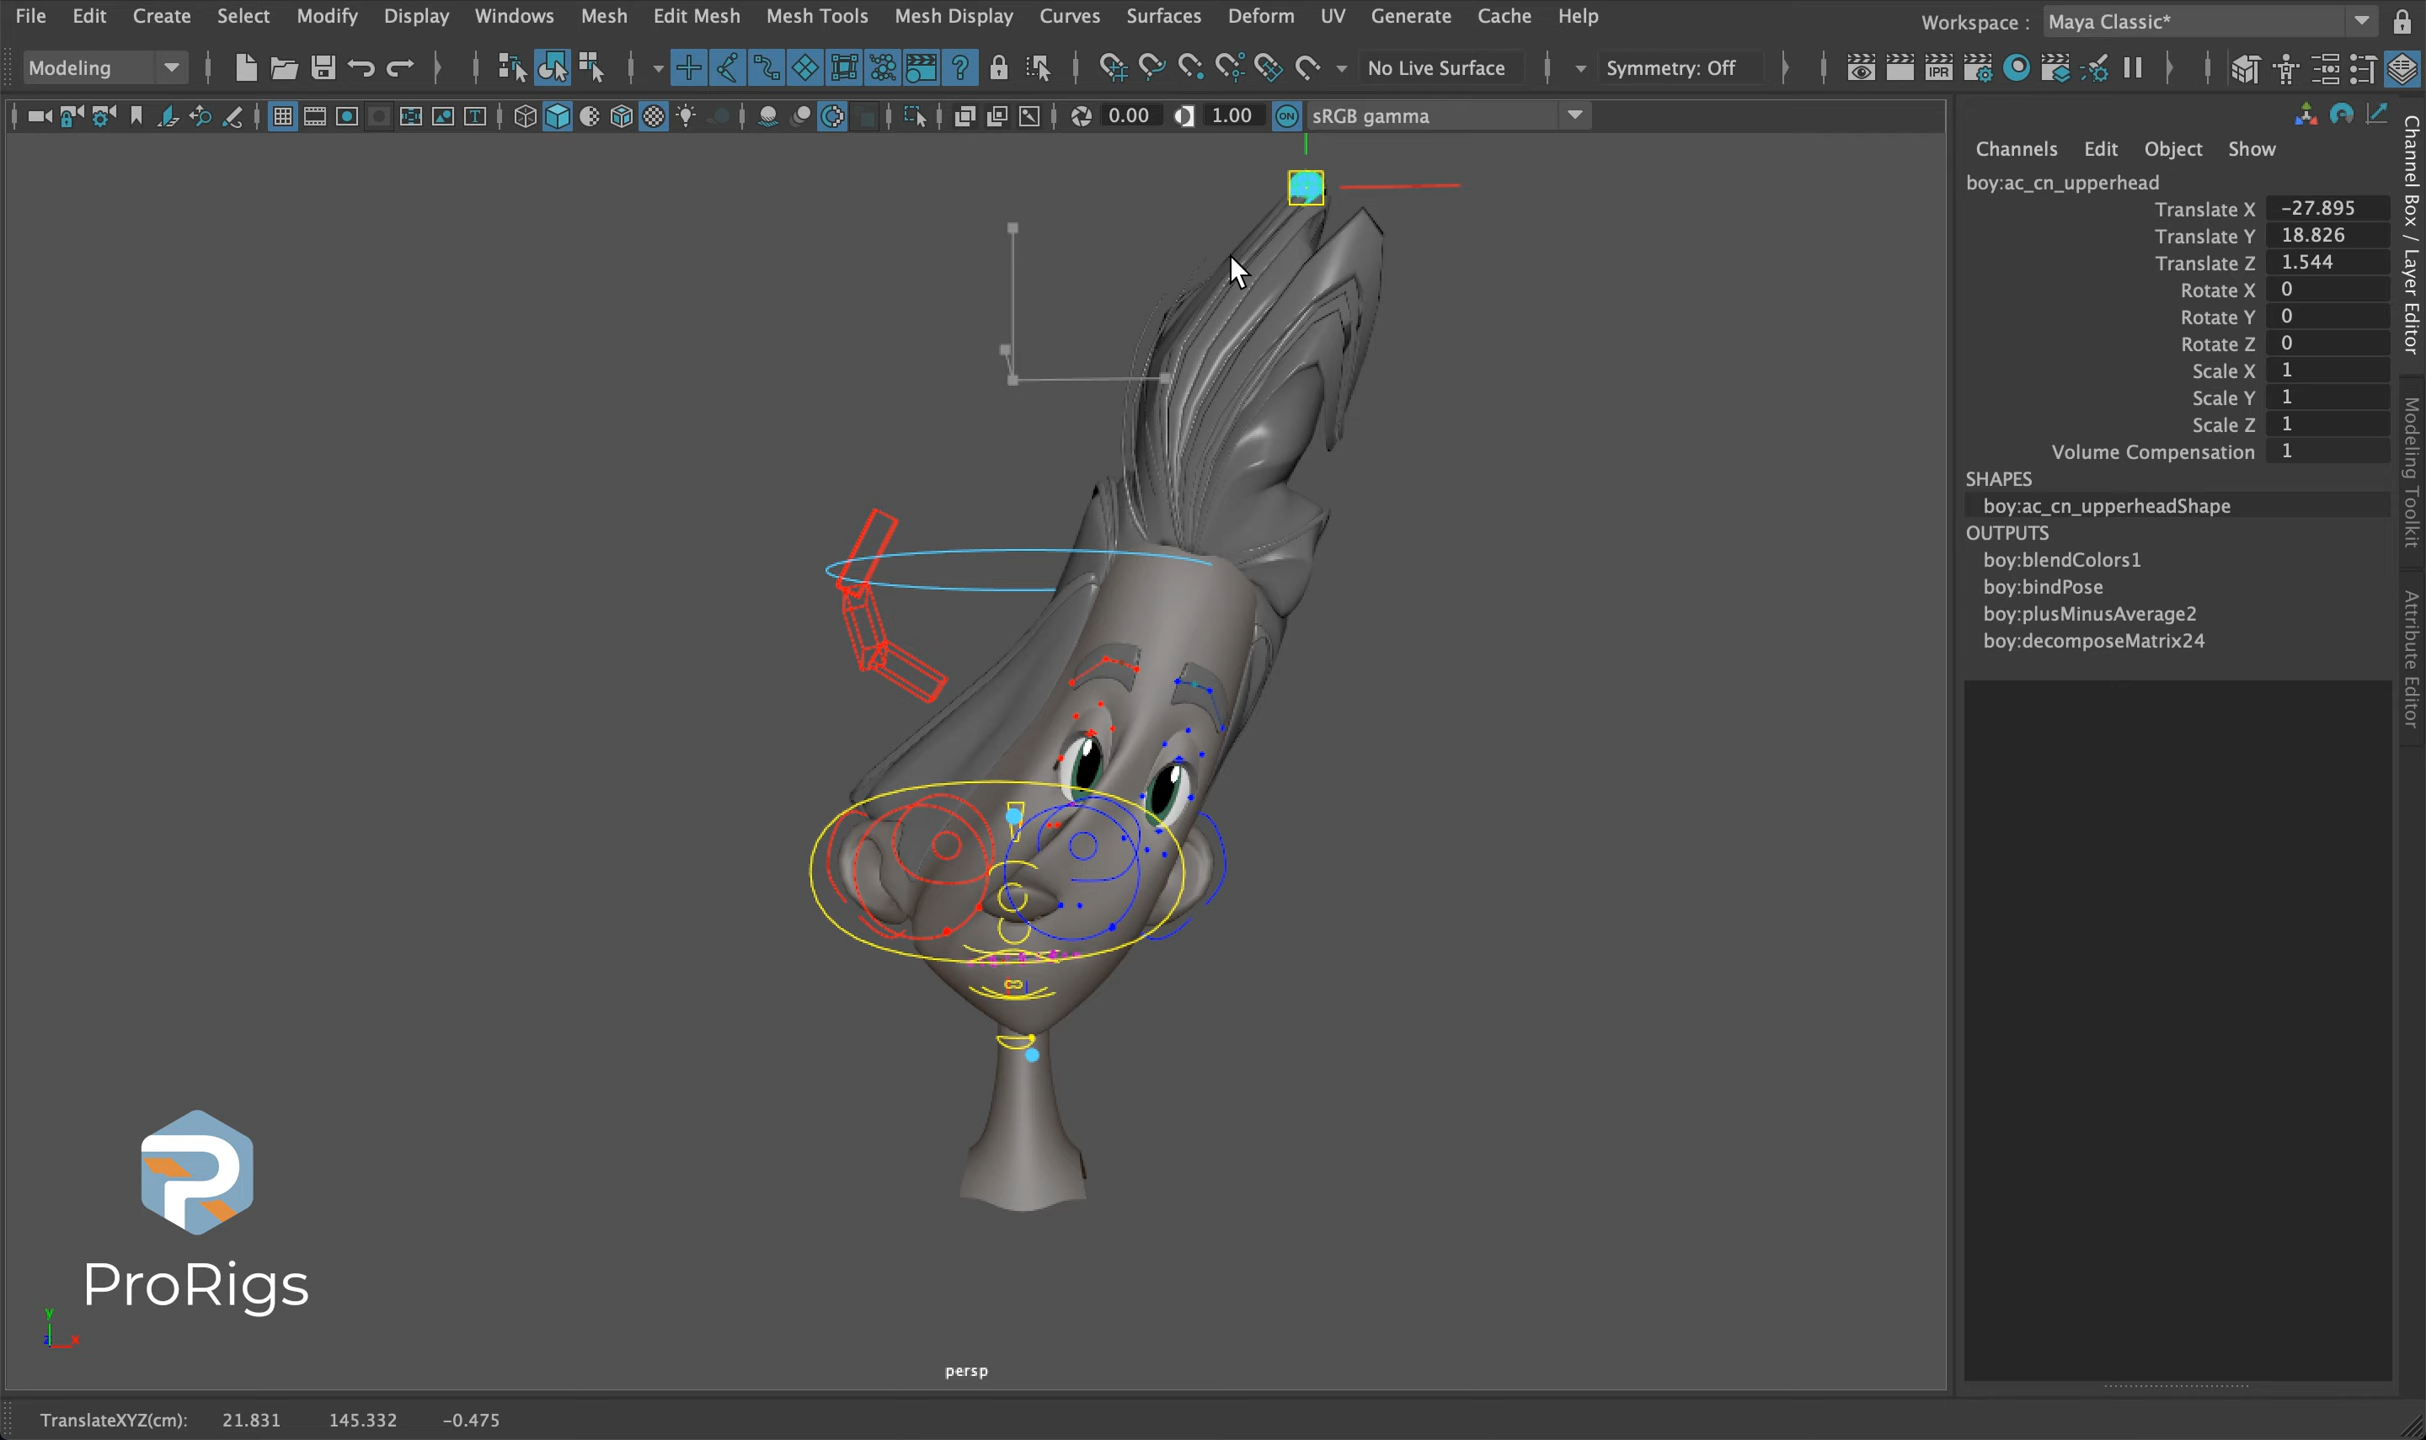 File Edit Create Select Modify Display Windows Mesh Edit Mesh Mesh Tools Mesh Display Curves Surfaces Deform UV Generate Cache Help Workspace : Maya Classic*
Modeling No Live Surface Symmetry: Off IPR
0.00 1.00 ON sRGB gamma
Channels Edit Object Show
boy:ac_cn_upperhead
Translate X -27.895
Translate Y 18.826
Translate Z 1.544
Rotate X 0
Rotate Y 0
Rotate Z 0
Scale X 1
Scale Y 1
Scale Z 1
Volume Compensation 1
SHAPES
boy:ac_cn_upperheadShape
OUTPUTS
boy:blendColors1
boy:bindPose
boy:plusMinusAverage2
boy:decomposeMatrix24
Channel Box / Layer Editor
Modeling Toolkit
Attribute Editor
ProRigs
y
x
persp
TranslateXYZ(cm): 21.831 145.332 -0.475